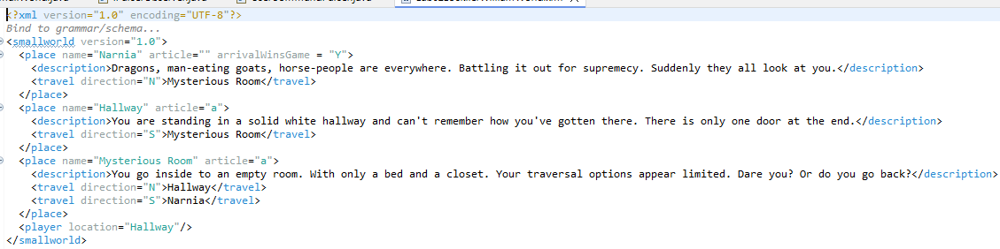 <?xml version="1.0" encoding="UTF-8"?>
Bind to grammar/schema...
<smallworld version="1.0">
<place name="Narnia" article="" arrivalWinsGame = "Y">
<description>Dragons, man-eating goats, horse-people are everywhere. Battling it out for supremecy. Suddenly they all look at you.</description>
<travel direction="N">Mysterious Room</travel>
</place>
<place name="Hallway" article="a">
<description>You are standing in a solid white hallway and can't remember how you've gotten there. There is only one door at the end.</description>
<travel direction="S">Mysterious Room</travel>
</place>
<place name="Mysterious Room" article="a">
<description>You go inside to an empty room. With only a bed and a closet. Your traversal options appear limited. Dare you? Or do you go back?</description>
<travel direction="N">Hallway</travel>
<travel direction="S">Narnia</travel>
</place>
<player location="Hallway"/>
</smallworld>